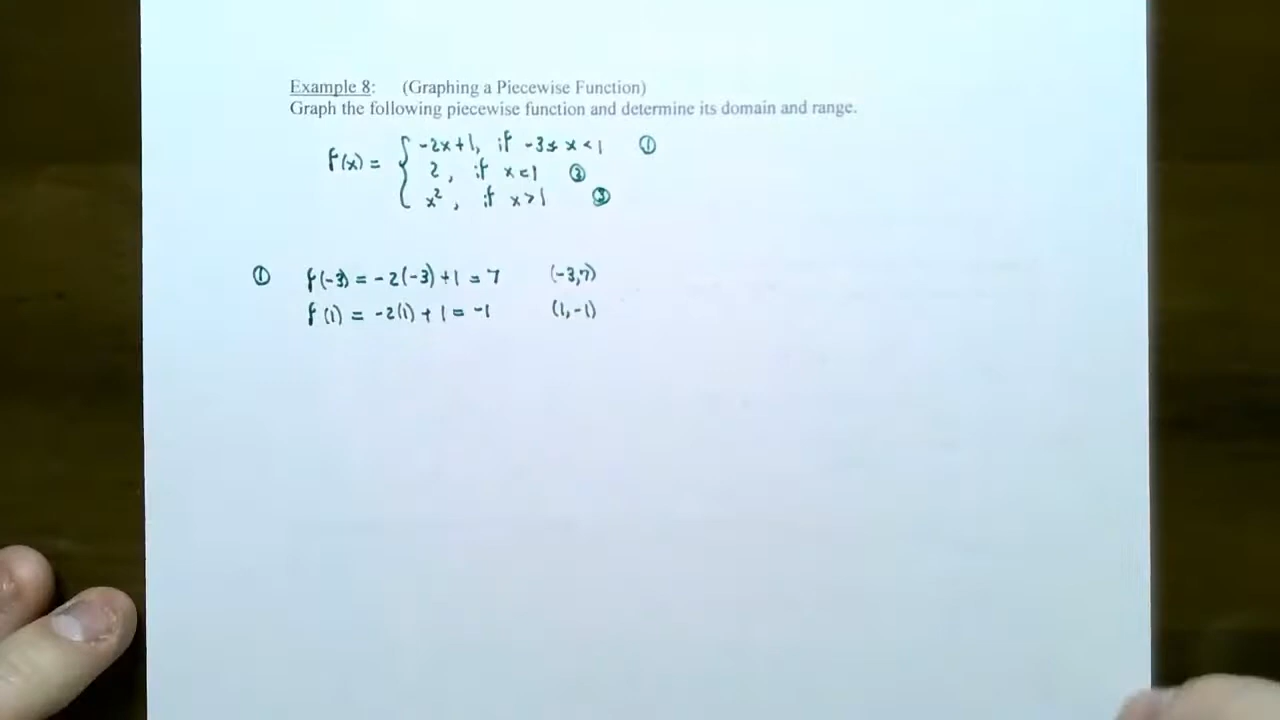 Example 8: (Graphing a Piecewise Function)
Graph the following piecewise function and determine its domain and range.
f(x) = { -2x+1, if -3≤ x < 1 ①
2, if x=1 ②
x², if x>1 ③
① f(-3) = -2(-3)+1 = 7 (-3,7)
f(1) = -2(1)+1 = -1 (1,-1)